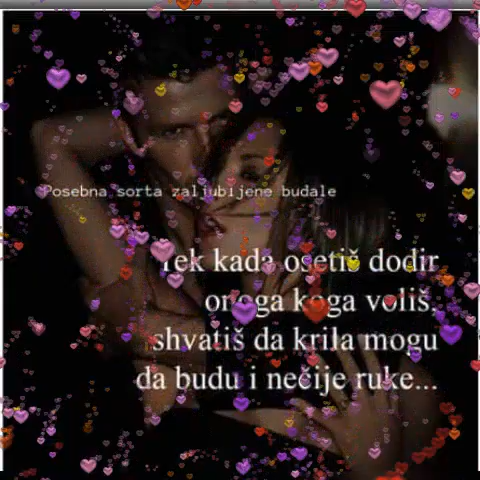 Posebna sorta zaljubljene budale
Tek kada osetiš dodir
onoga koga voliš,
shvatiš da krila mogu
da budu i nečije ruke...